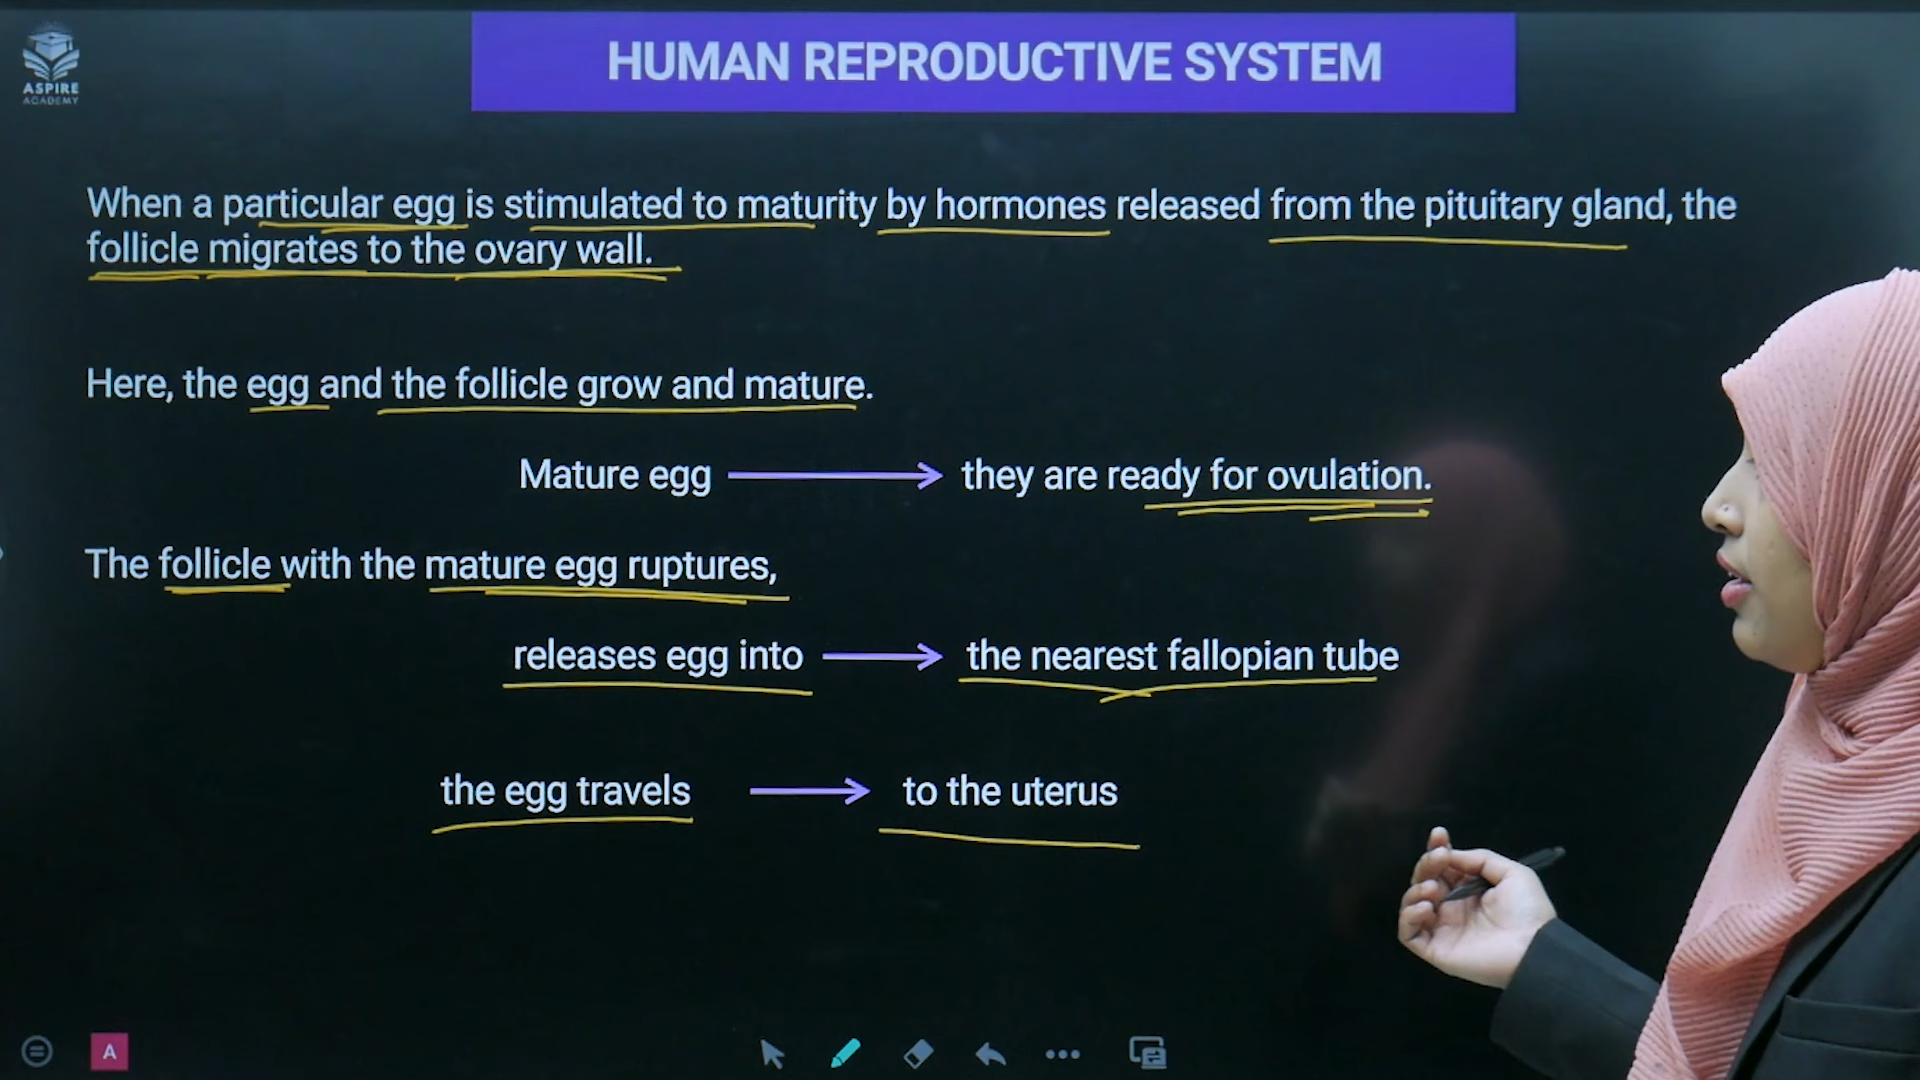 ASPIRE
ACADEMY
HUMAN REPRODUCTIVE SYSTEM
When a particular egg is stimulated to maturity by hormones released from the pituitary gland, the
follicle migrates to the ovary wall.
Here, the egg and the follicle grow and mature.
Mature egg → they are ready for ovulation.
The follicle with the mature egg ruptures,
releases egg into → the nearest fallopian tube
the egg travels → to the uterus
A